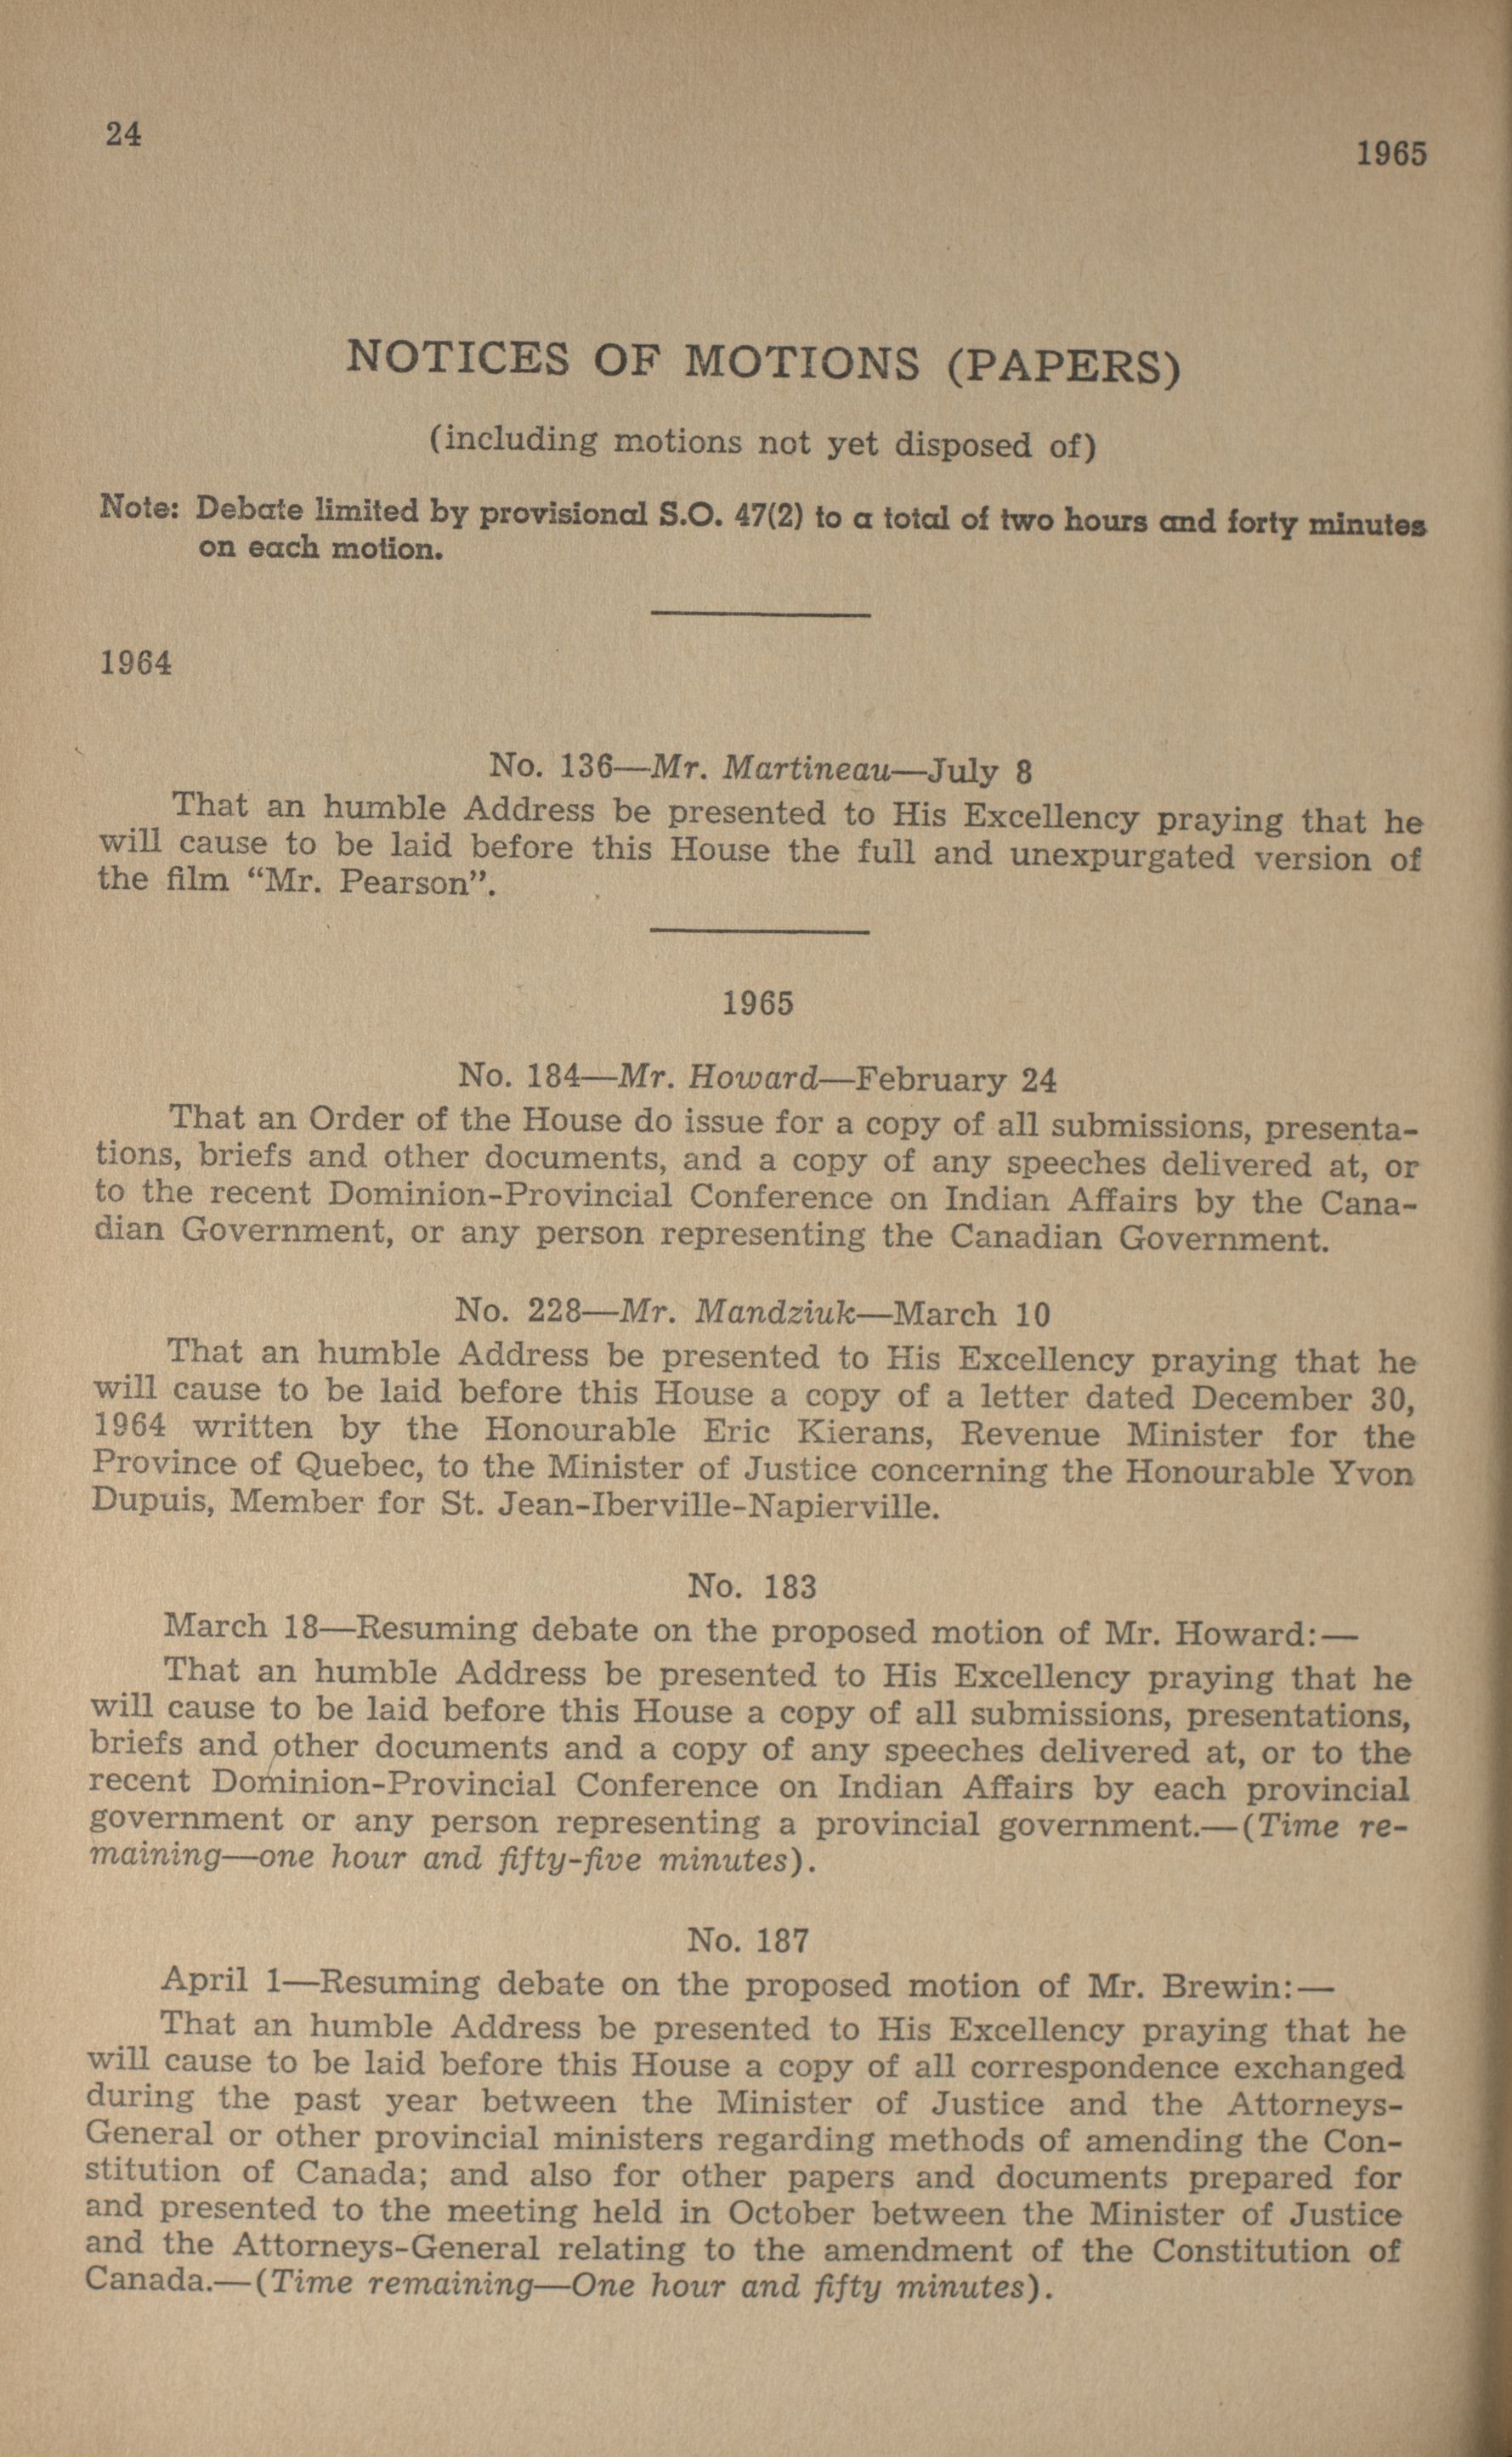 24
1965
NOTICES OF MOTIONS (PAPERS)
(including motions not yet disposed of)
Note: Debate limited by provisional S.O. 47(2) to a total of two hours and forty minutes
on each motion.
1964
No. 136—Mr. Martineau—July 8
That an humble Address be presented to His Excellency praying that he
will cause to be laid before this House the full and unexpurgated version of
the film “Mr. Pearson”.
1965
No. 184—Mr. Howard—February 24
That an Order of the House do issue for a copy of all submissions, presenta-
tions, briefs and other documents, and a copy of any speeches delivered at, or
to the recent Dominion-Provincial Conference on Indian Affairs by the Cana-
dian Government, or any person representing the Canadian Government.
No. 228—Mr. Mandziuk—March 10
That an humble Address be presented to His Excellency praying that he
will cause to be laid before this House a copy of a letter dated December 30,
1964 written by the Honourable Eric Kierans, Revenue Minister for the
Province of Quebec, to the Minister of Justice concerning the Honourable Yvon
Dupuis, Member for St. Jean-Iberville-Napierville.
No. 183
March 18—Resuming debate on the proposed motion of Mr. Howard:—
That an humble Address be presented to His Excellency praying that he
will cause to be laid before this House a copy of all submissions, presentations,
briefs and other documents and a copy of any speeches delivered at, or to the
recent Dominion-Provincial Conference on Indian Affairs by each provincial
government or any person representing a provincial government.—(Time re-
maining—one hour and fifty-five minutes).
No. 187
April 1—Resuming debate on the proposed motion of Mr. Brewin:—
That an humble Address be presented to His Excellency praying that he
will cause to be laid before this House a copy of all correspondence exchanged
during the past year between the Minister of Justice and the Attorneys-
General or other provincial ministers regarding methods of amending the Con-
stitution of Canada; and also for other papers and documents prepared for
and presented to the meeting held in October between the Minister of Justice
and the Attorneys-General relating to the amendment of the Constitution of
Canada.—(Time remaining—One hour and fifty minutes).